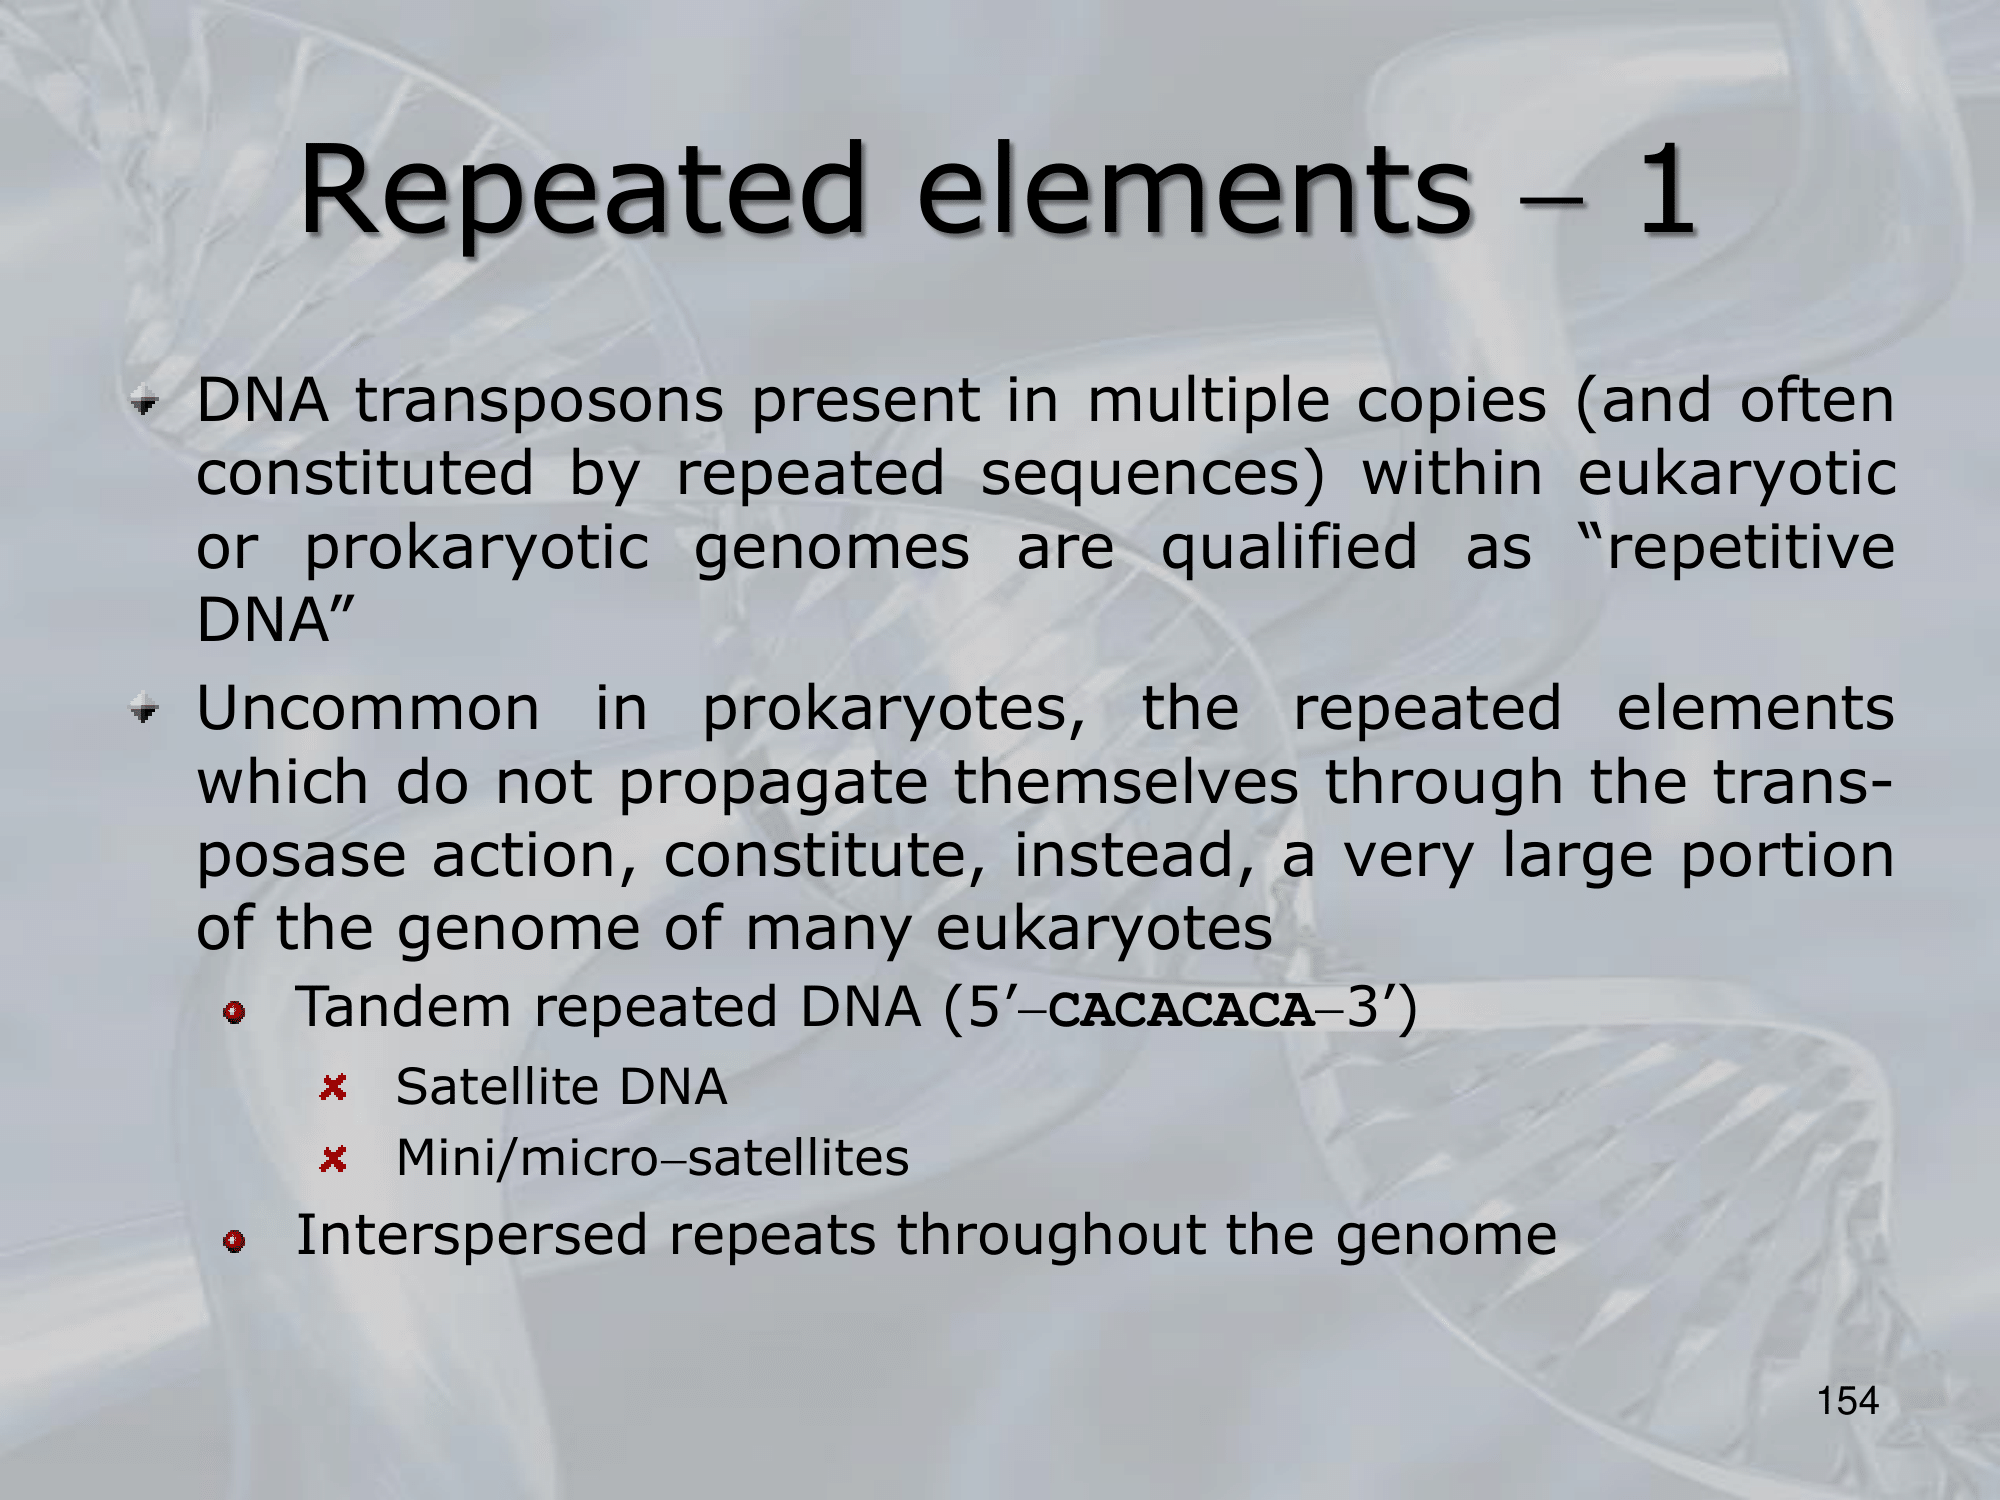 Repeated elements – 1
DNA transposons present in multiple copies (and often
constituted by repeated sequences) within eukaryotic
or prokaryotic genomes are qualified as “repetitive
DNA”
Uncommon in prokaryotes, the repeated elements
which do not propagate themselves through the trans-
posase action, constitute, instead, a very large portion
of the genome of many eukaryotes
Tandem repeated DNA (5’–CACACACA–3’)
Satellite DNA
Mini/micro–satellites
Interspersed repeats throughout the genome
154